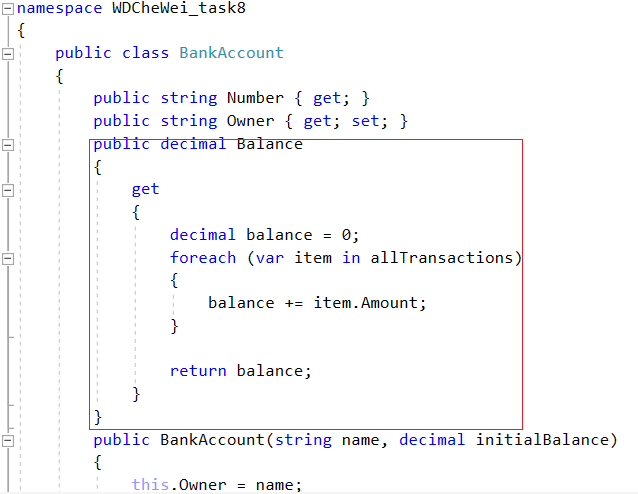 namespace WDCheWei_task8
{
public class BankAccount
{
public string Number { get; }
public string Owner { get; set; }
public decimal Balance
{
get
{
decimal balance = 0;
foreach (var item in allTransactions)
{
balance += item.Amount;
}
return balance;
}
}
public BankAccount(string name, decimal initialBalance)
{
this.Owner = name;